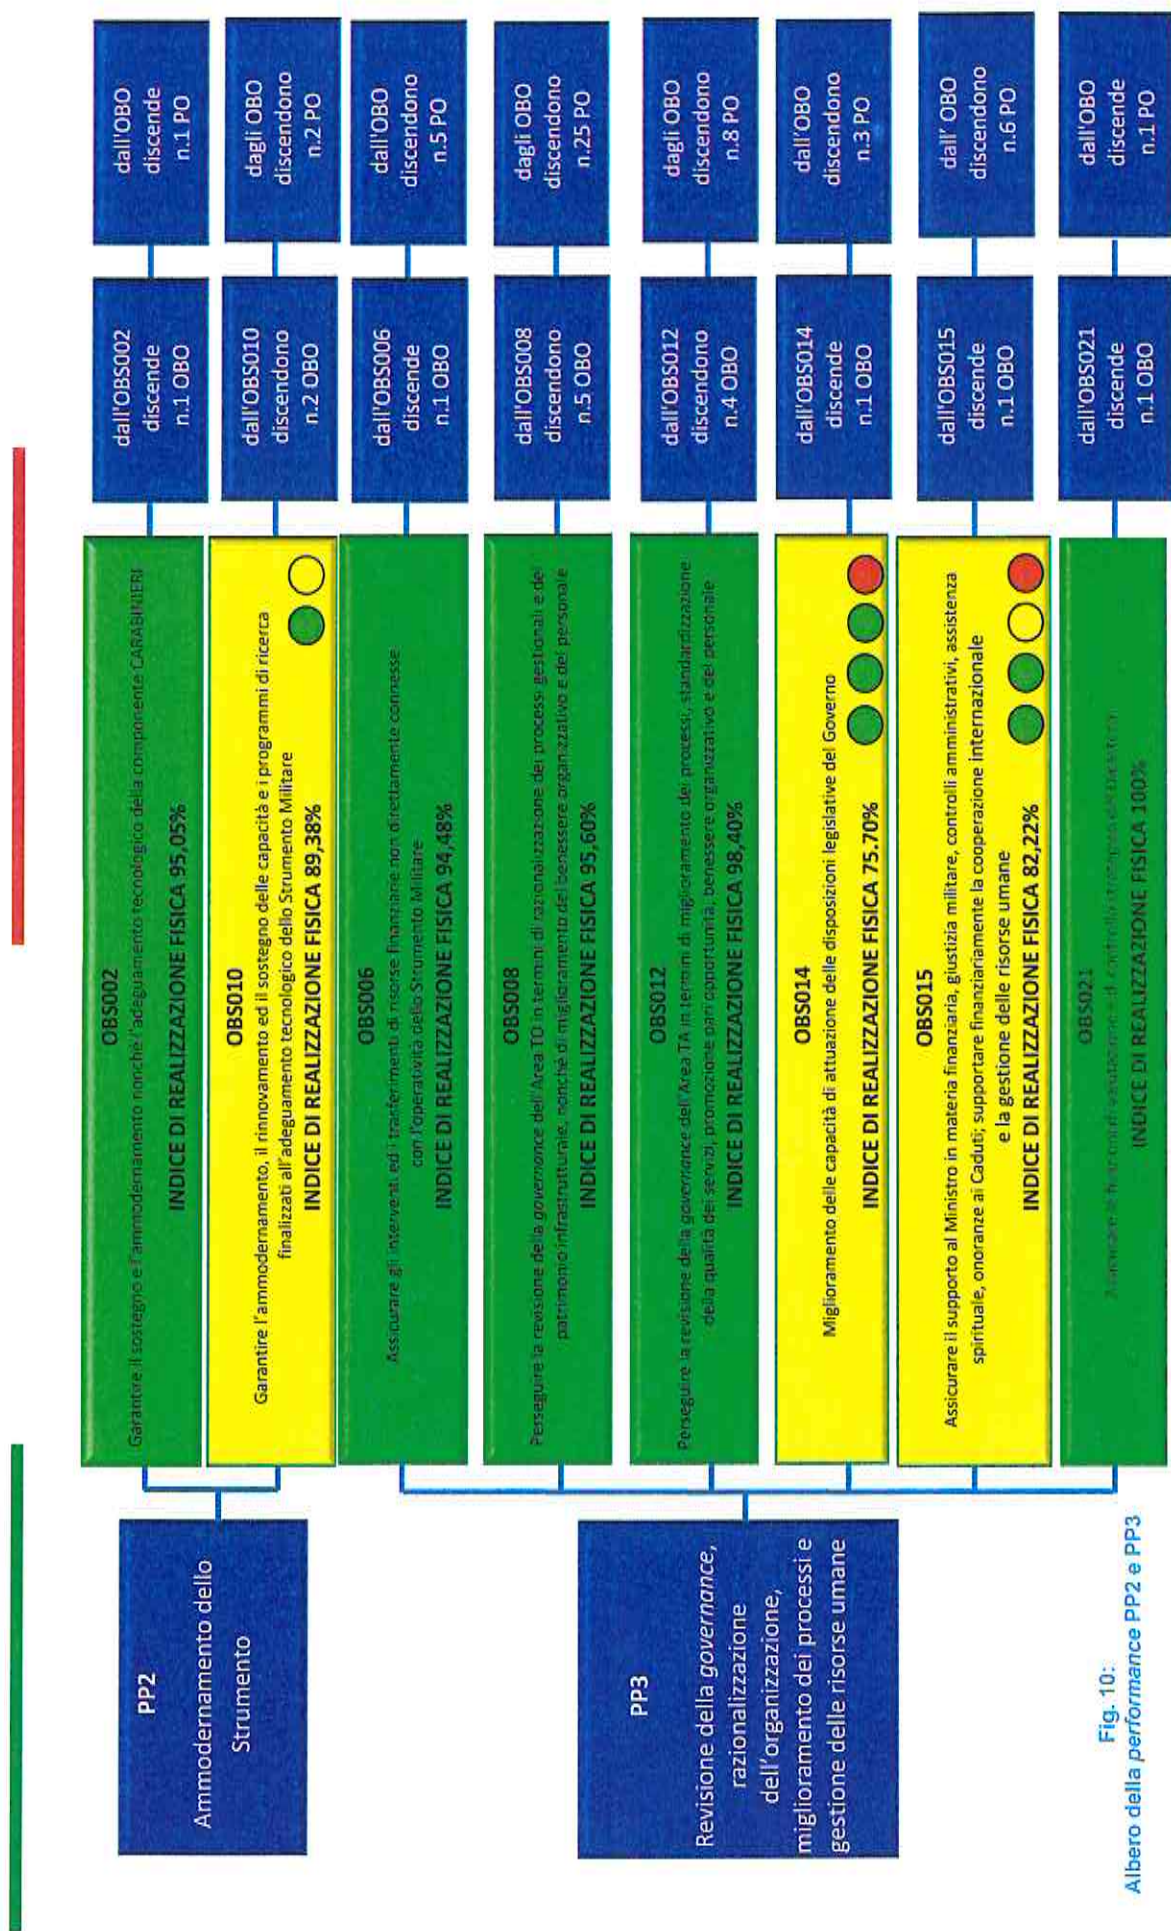 PP2
Ammodernamento dello
Strumento
OBS002
Garantire il sostegno e l'ammodernamento nonché l'adeguamento tecnologico della componente CARABINIERI
INDICE DI REALIZZAZIONE FISICA 95,05%
dall'OBS002
discende
n.1 OBO
dall'OBO
discende
n.1 PO
OBS010
Garantire l'ammodernamento, il rinnovamento ed il sostegno delle capacità e i programmi di ricerca
finalizzati all'adeguamento tecnologico dello Strumento Militare
INDICE DI REALIZZAZIONE FISICA 89,38%
dall'OBS010
discendono
n.2 OBO
dagli OBO
discendono
n.2 PO
PP3
Revisione della governance,
razionalizzazione
dell'organizzazione,
miglioramento dei processi e
gestione delle risorse umane
OBS006
Assicurare gli interventi ed i trasferimenti di risorse finanziarie non direttamente connesse
con l'operatività dello Strumento Militare
INDICE DI REALIZZAZIONE FISICA 94,48%
dall'OBS006
discende
n.1 OBO
dall'OBO
discendono
n.5 PO
OBS008
Perseguire la revisione della governance dell'Area TO in termini di razionalizzazione dei processi gestionali e del
patrimonio infrastrutturale, nonché di miglioramento del benessere organizzativo e del personale
INDICE DI REALIZZAZIONE FISICA 95,60%
dall'OBS008
discendono
n.5 OBO
dagli OBO
discendono
n.25 PO
OBS012
Perseguire la revisione della governance dell'Area TA in termini di miglioramento dei processi, standardizzazione
della qualità dei servizi, promozione pari opportunità, benessere organizzativo e del personale
INDICE DI REALIZZAZIONE FISICA 98,40%
dall'OBS012
discendono
n.4 OBO
dagli OBO
discendono
n.8 PO
OBS014
Miglioramento delle capacità di attuazione delle disposizioni legislative del Governo
INDICE DI REALIZZAZIONE FISICA 75.70%
dall'OBS014
discende
n.1 OBO
dall'OBO
discendono
n.3 PO
OBS015
Assicurare il supporto al Ministro in materia finanziaria, giustizia militare, controlli amministrativi, assistenza
spirituale, onoranze ai Caduti; supportare finanziariamente la cooperazione internazionale
e la gestione delle risorse umane
INDICE DI REALIZZAZIONE FISICA 82,22%
dall'OBS015
discende
n.1 OBO
dall' OBO
discendono
n.6 PO
OBS021
INDICE DI REALIZZAZIONE FISICA 100%
dall'OBS021
discende
n.1 OBO
dall'OBO
discende
n.1 PO
Fig. 10:
Albero della performance PP2 e PP3